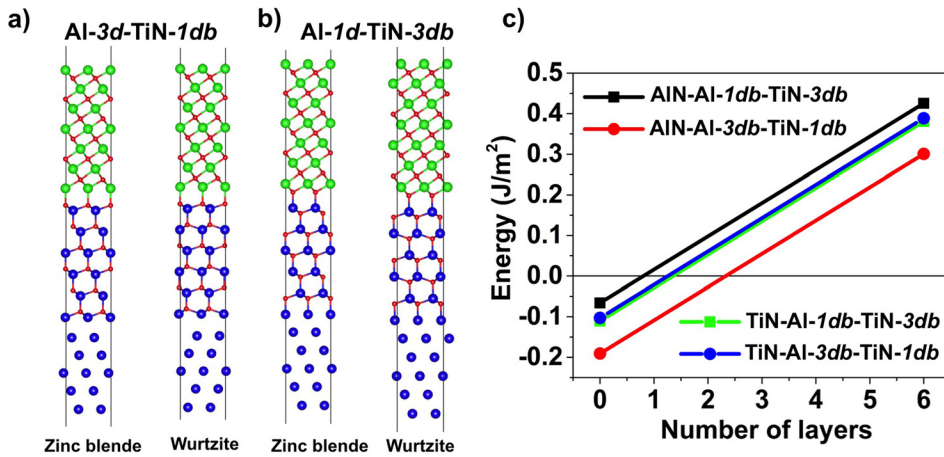 a)
Al-3d-TiN-1db
Zinc blende
Wurtzite
b)
Al-1d-TiN-3db
Zinc blende
Wurtzite
c)
Energy (J/m²)
0.5
0.4
0.3
0.2
0.1
0.0
-0.1
-0.2
AlN-Al-1db-TiN-3db
AlN-Al-3db-TiN-1db
TiN-Al-1db-TiN-3db
TiN-Al-3db-TiN-1db
0 1 2 3 4 5 6
Number of layers